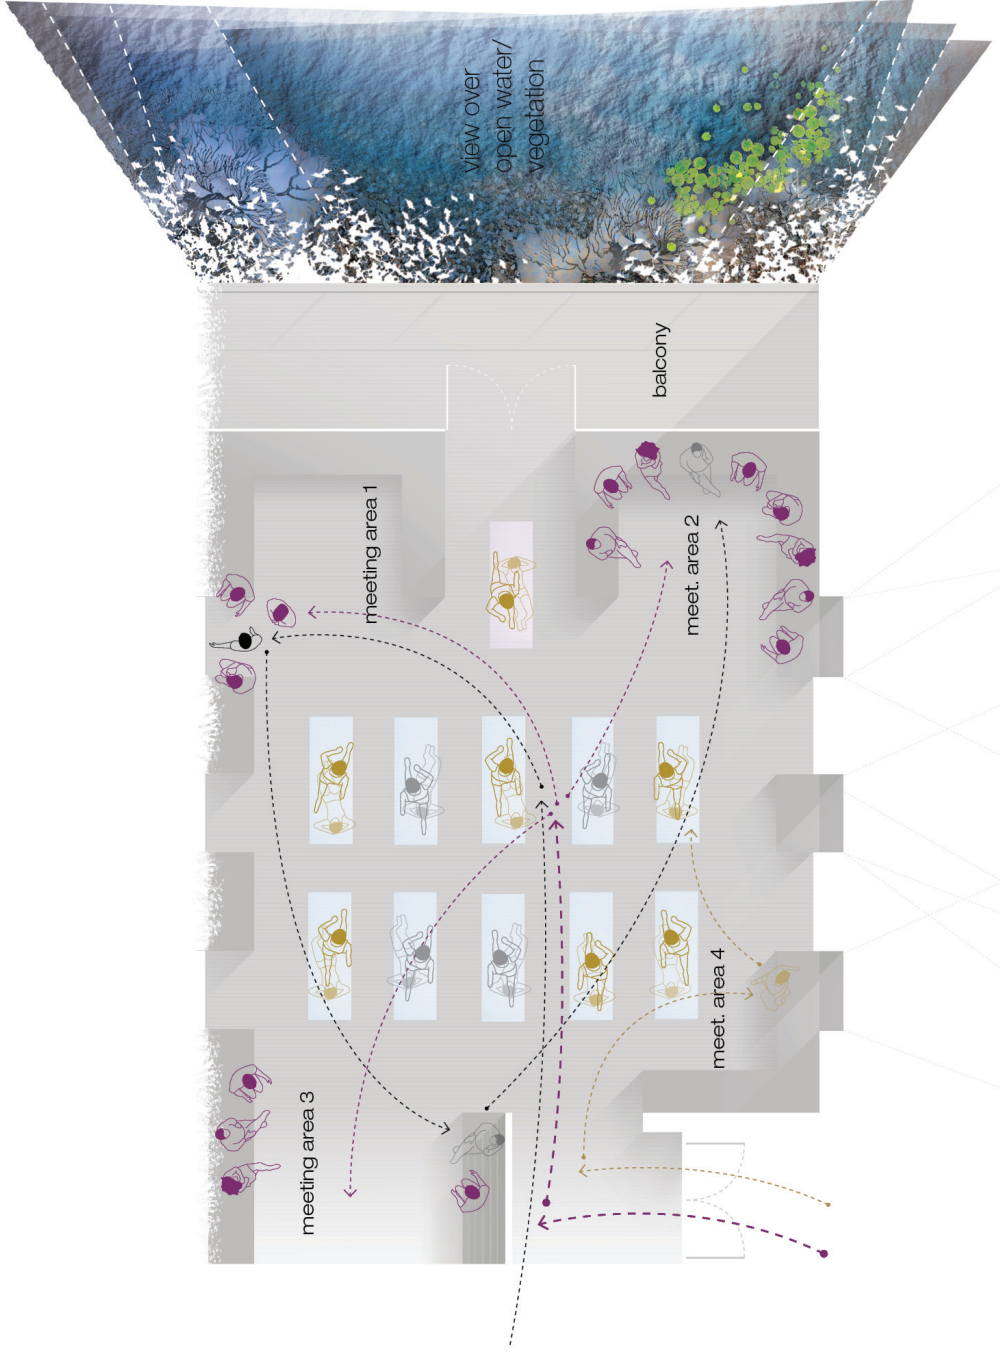 view over
open water/
vegetation
balcony
meeting area 1
meet. area 2
meeting area 3
meet. area 4